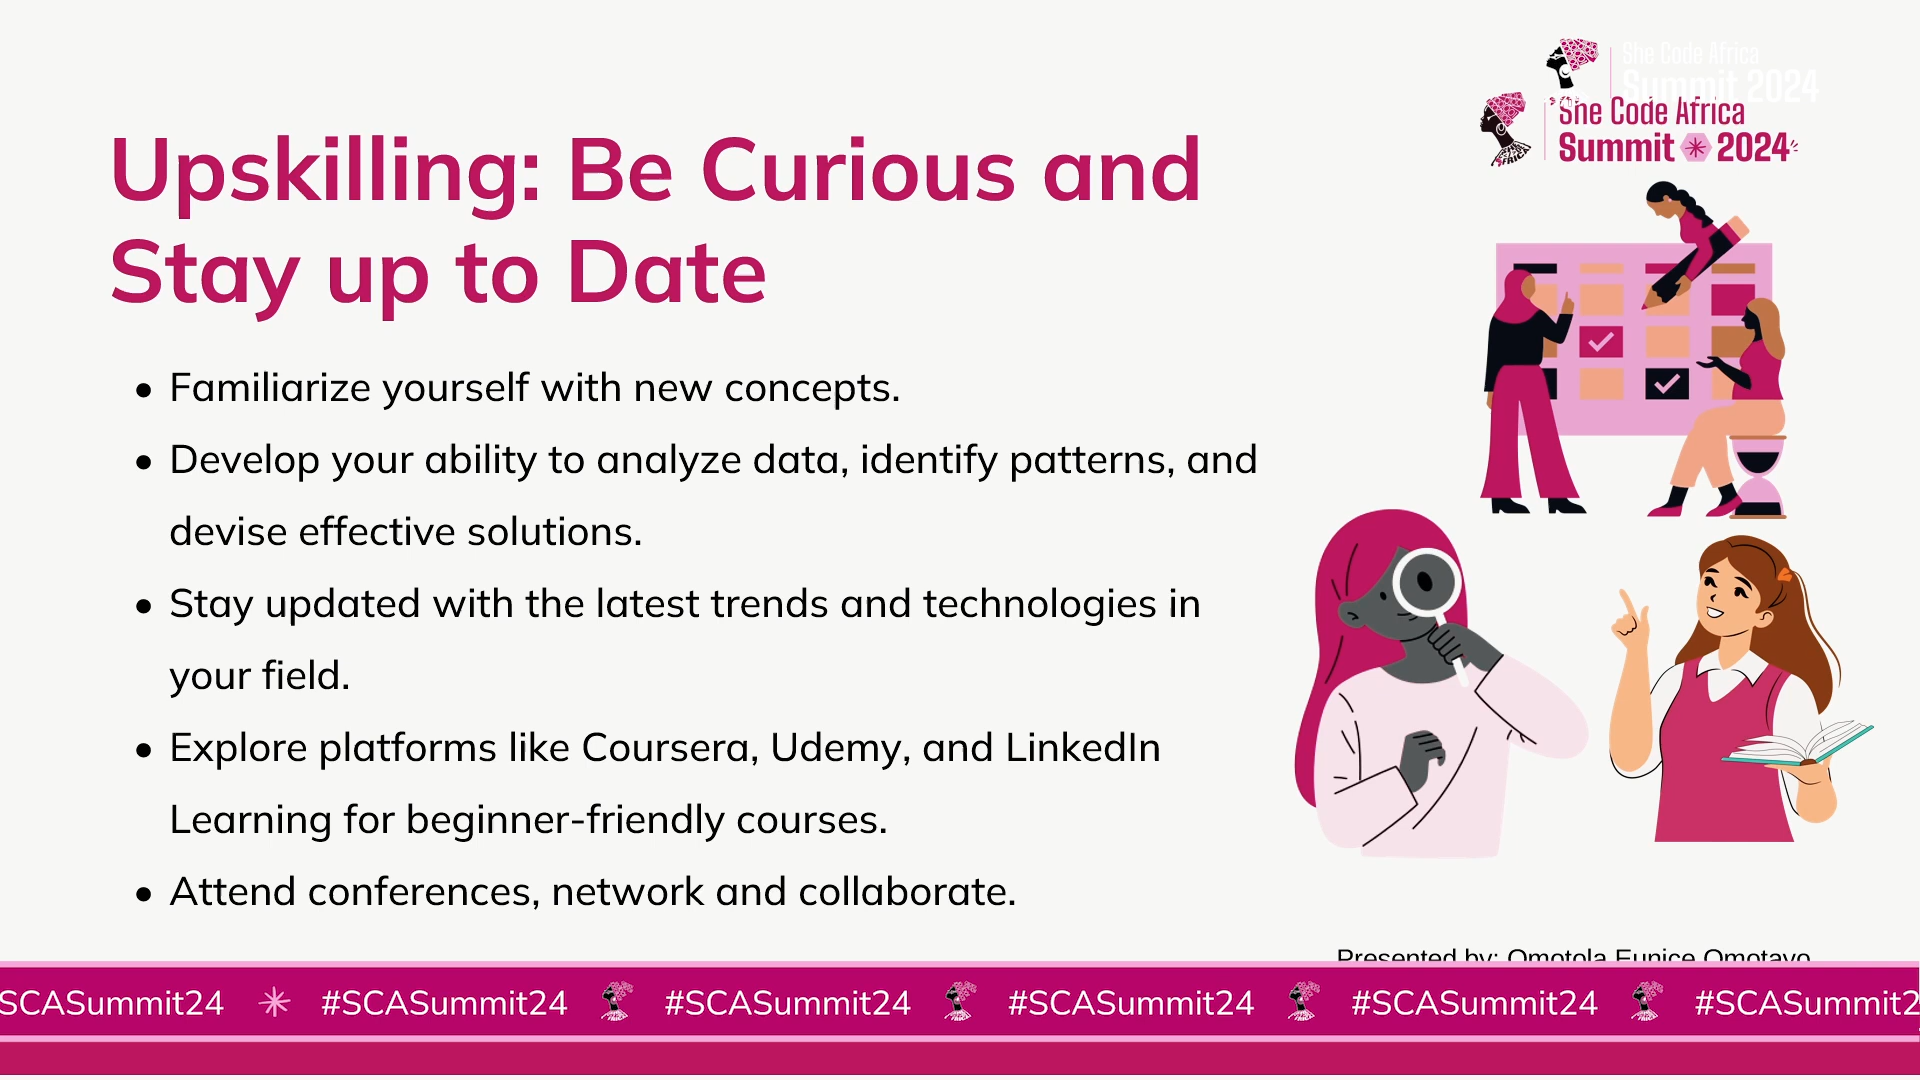 She Code Africa
Summit 2024
She Code Africa
Summit 2024
Upskilling: Be Curious and
Stay up to Date
• Familiarize yourself with new concepts.
• Develop your ability to analyze data, identify patterns, and
devise effective solutions.
• Stay updated with the latest trends and technologies in
your field.
• Explore platforms like Coursera, Udemy, and LinkedIn
Learning for beginner-friendly courses.
• Attend conferences, network and collaborate.
Presented by: Omotola Eunice Omotayo
SCASummit24 #SCASummit24 #SCASummit24 #SCASummit24 #SCASummit24 #SCASummit2